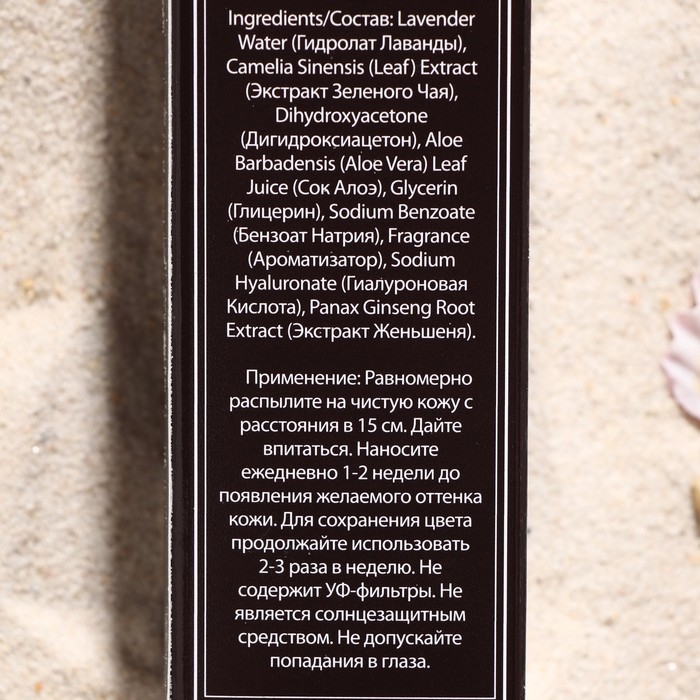 Ingredients/Состав: Lavender
Water (Гидролат Лаванды),
Camelia Sinensis (Leaf) Extract
(Экстракт Зеленого Чая),
Dihydroxyacetone
(Дигидроксиацетон), Aloe
Barbadensis (Aloe Vera) Leaf
Juice (Сок Алоэ), Glycerin
(Глицерин), Sodium Benzoate
(Бензоат Натрия), Fragrance
(Ароматизатор), Sodium
Hyaluronate (Гиалуроновая
Кислота), Panax Ginseng Root
Extract (Экстракт Женьшеня).
Применение: Равномерно
распылите на чистую кожу с
расстояния в 15 см. Дайте
впитаться. Наносите
ежедневно 1-2 недели до
появления желаемого оттенка
кожи. Для сохранения цвета
продолжайте использовать
2-3 раза в неделю. Не
содержит УФ-фильтры. Не
является солнцезащитным
средством. Не допускайте
попадания в глаза.